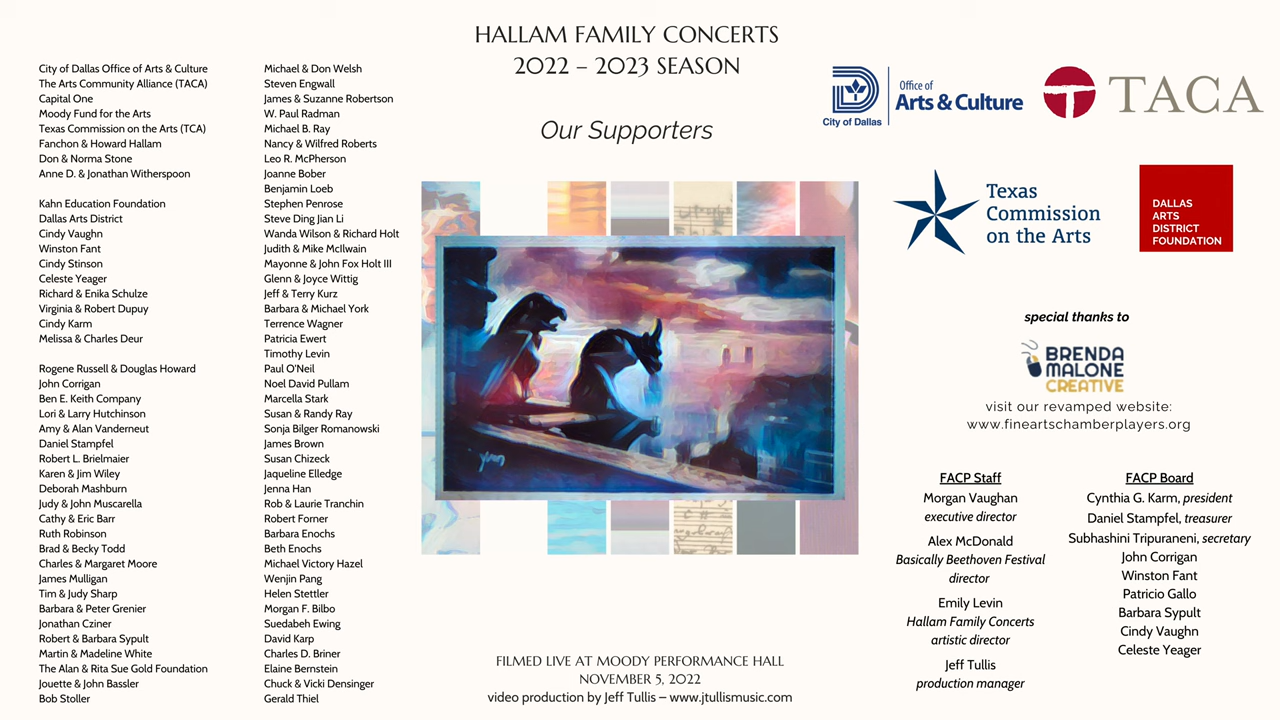 HALLAM FAMILY CONCERTS
2022 – 2023 SEASON
Our Supporters
City of Dallas Office of Arts & Culture
The Arts Community Alliance (TACA)
Capital One
Moody Fund for the Arts
Texas Commission on the Arts (TCA)
Fanchon & Howard Hallam
Don & Norma Stone
Anne D. & Jonathan Witherspoon
Kahn Education Foundation
Dallas Arts District
Cindy Vaughn
Winston Fant
Cindy Stinson
Celeste Yeager
Richard & Enika Schulze
Virginia & Robert Dupuy
Cindy Karm
Melissa & Charles Deur
Rogene Russell & Douglas Howard
John Corrigan
Ben E. Keith Company
Lori & Larry Hutchinson
Amy & Alan Vanderneut
Daniel Stampfel
Robert L. Brielmaier
Karen & Jim Wiley
Deborah Mashburn
Judy & John Muscarella
Cathy & Eric Barr
Ruth Robinson
Brad & Becky Todd
Charles & Margaret Moore
James Mulligan
Tim & Judy Sharp
Barbara & Peter Grenier
Jonathan Cziner
Robert & Barbara Sypult
Martin & Madeline White
The Alan & Rita Sue Gold Foundation
Jouette & John Bassler
Bob Stoller
Michael & Don Welsh
Steven Engwall
James & Suzanne Robertson
W. Paul Radman
Michael B. Ray
Nancy & Wilfred Roberts
Leo R. McPherson
Joanne Bober
Benjamin Loeb
Stephen Penrose
Steve Ding Jian Li
Wanda Wilson & Richard Holt
Judith & Mike McIlwain
Mayonne & John Fox Holt III
Glenn & Joyce Wittig
Jeff & Terry Kurz
Barbara & Michael York
Terrence Wagner
Patricia Ewert
Timothy Levin
Paul O'Neil
Noel David Pullam
Marcella Stark
Susan & Randy Ray
Sonja Bilger Romanowski
James Brown
Susan Chizeck
Jaqueline Elledge
Jenna Han
Rob & Laurie Tranchin
Robert Forner
Barbara Enochs
Beth Enochs
Michael Victory Hazel
Wenjin Pang
Helen Stettler
Morgan F. Bilbo
Suedabeh Ewing
David Karp
Charles D. Briner
Elaine Bernstein
Chuck & Vicki Densinger
Gerald Thiel
FILMED LIVE AT MOODY PERFORMANCE HALL
NOVEMBER 5, 2022
video production by Jeff Tullis – www.jtullismusic.com
City of Dallas
Office of
Arts & Culture
TACA
Texas
Commission
on the Arts
DALLAS
ARTS
DISTRICT
FOUNDATION
special thanks to
BRENDA
MALONE
CREATIVE
visit our revamped website:
www.fineartschamberplayers.org
FACP Staff
Morgan Vaughan
executive director
Alex McDonald
Basically Beethoven Festival
director
Emily Levin
Hallam Family Concerts
artistic director
Jeff Tullis
production manager
FACP Board
Cynthia G. Karm, president
Daniel Stampfel, treasurer
Subhashini Tripuraneni, secretary
John Corrigan
Winston Fant
Patricio Gallo
Barbara Sypult
Cindy Vaughn
Celeste Yeager